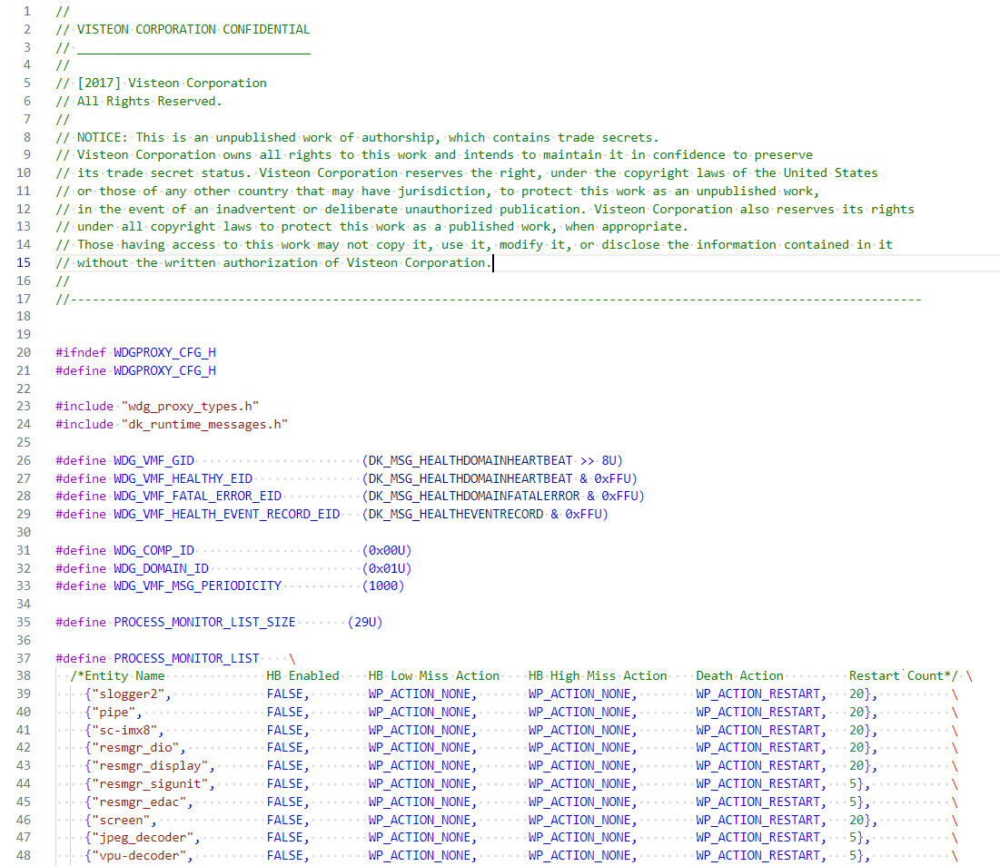 1 //
2 // VISTEON CORPORATION CONFIDENTIAL
3 // ________________________________
4 //
5 // [2017] Visteon Corporation
6 // All Rights Reserved.
7 //
8 // NOTICE: This is an unpublished work of authorship, which contains trade secrets.
9 // Visteon Corporation owns all rights to this work and intends to maintain it in confidence to preserve
10 // its trade secret status. Visteon Corporation reserves the right, under the copyright laws of the United States
11 // or those of any other country that may have jurisdiction, to protect this work as an unpublished work,
12 // in the event of an inadvertent or deliberate unauthorized publication. Visteon Corporation also reserves its rights
13 // under all copyright laws to protect this work as a published work, when appropriate.
14 // Those having access to this work may not copy it, use it, modify it, or disclose the information contained in it
15 // without the written authorization of Visteon Corporation.
16 //
17 //---------------------------------------------------------------------------------------------------------------------
18
19
20 #ifndef WDGPROXY_CFG_H
21 #define WDGPROXY_CFG_H
22
23 #include "wdg_proxy_types.h"
24 #include "dk_runtime_messages.h"
25
26 #define WDG_VMF_GID (DK_MSG_HEALTHDOMAINHEARTBEAT >> 8U)
27 #define WDG_VMF_HEALTHY_EID (DK_MSG_HEALTHDOMAINHEARTBEAT & 0xFFU)
28 #define WDG_VMF_FATAL_ERROR_EID (DK_MSG_HEALTHDOMAINFATALERROR & 0xFFU)
29 #define WDG_VMF_HEALTH_EVENT_RECORD_EID (DK_MSG_HEALTHEVENTRECORD & 0xFFU)
30
31 #define WDG_COMP_ID (0x00U)
32 #define WDG_DOMAIN_ID (0x01U)
33 #define WDG_VMF_MSG_PERIODICITY (1000)
34
35 #define PROCESS_MONITOR_LIST_SIZE (29U)
36
37 #define PROCESS_MONITOR_LIST \
38 /*Entity Name HB Enabled HB Low Miss Action HB High Miss Action Death Action Restart Count*/ \
39 {"slogger2", FALSE, WP_ACTION_NONE, WP_ACTION_NONE, WP_ACTION_RESTART, 20}, \
40 {"pipe", FALSE, WP_ACTION_NONE, WP_ACTION_NONE, WP_ACTION_RESTART, 20}, \
41 {"sc-imx8", FALSE, WP_ACTION_NONE, WP_ACTION_NONE, WP_ACTION_RESTART, 20}, \
42 {"resmgr_dio", FALSE, WP_ACTION_NONE, WP_ACTION_NONE, WP_ACTION_RESTART, 20}, \
43 {"resmgr_display", FALSE, WP_ACTION_NONE, WP_ACTION_NONE, WP_ACTION_RESTART, 20}, \
44 {"resmgr_sigunit", FALSE, WP_ACTION_NONE, WP_ACTION_NONE, WP_ACTION_RESTART, 5}, \
45 {"resmgr_edac", FALSE, WP_ACTION_NONE, WP_ACTION_NONE, WP_ACTION_RESTART, 5}, \
46 {"screen", FALSE, WP_ACTION_NONE, WP_ACTION_NONE, WP_ACTION_RESTART, 20}, \
47 {"jpeg_decoder", FALSE, WP_ACTION_NONE, WP_ACTION_NONE, WP_ACTION_RESTART, 5}, \
48 {"vpu-decoder", FALSE, WP_ACTION_NONE, WP_ACTION_NONE, WP_ACTION_RESTART, 5}, \